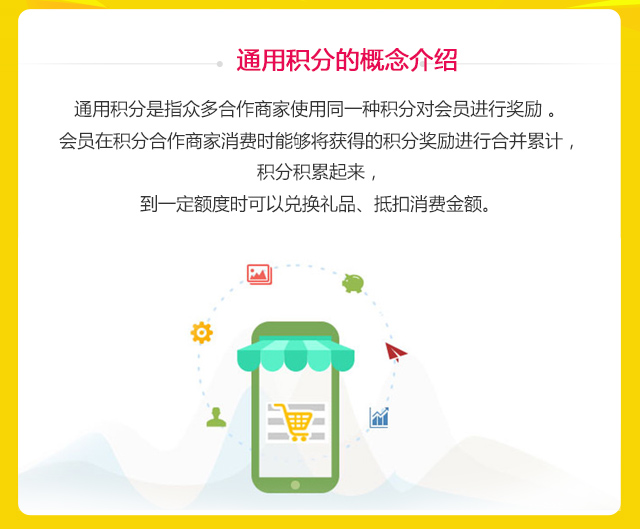 通用积分的概念介绍
通用积分是指众多合作商家使用同一种积分对会员进行奖励 。
会员在积分合作商家消费时能够将获得的积分奖励进行合并累计，
积分积累起来，
到一定额度时可以兑换礼品、抵扣消费金额。